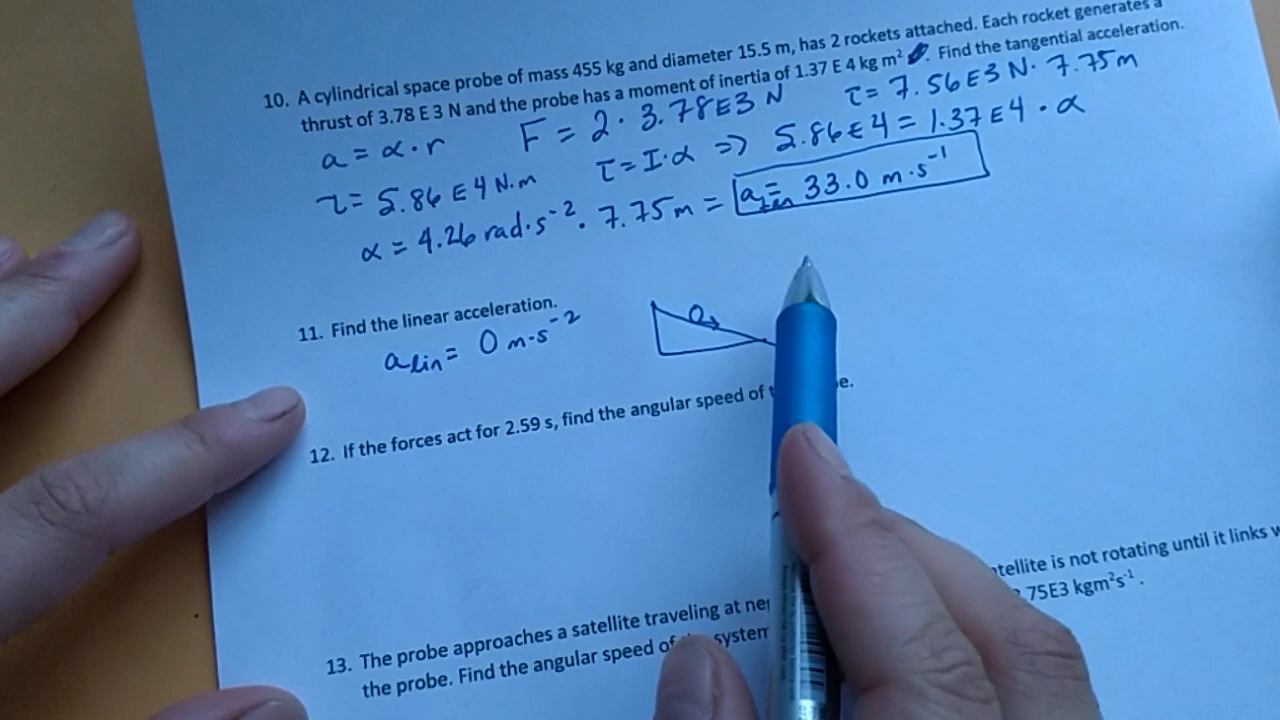 10. A cylindrical space probe of mass 455 kg and diameter 15.5 m, has 2 rockets attached. Each rocket generates a
thrust of 3.78 E 3 N and the probe has a moment of inertia of 1.37 E 4 kg m². Find the tangential acceleration.
a = α · r
F = 2 · 3.78E3 N
τ = 7.56E3 N · 7.75m
τ = 5.86 E4 N·m
τ = I·α => 5.86E4 = 1.37E4 · α
α = 4.26 rad·s⁻² · 7.75m = a tan = 33.0 m·s⁻¹
11. Find the linear acceleration.
a lin = 0 m·s⁻²
12. If the forces act for 2.59 s, find the angular speed of
13. The probe approaches a satellite traveling at
is not rotating until it links
the probe. Find the angular speed of system
75E3 kgm²s⁻¹.